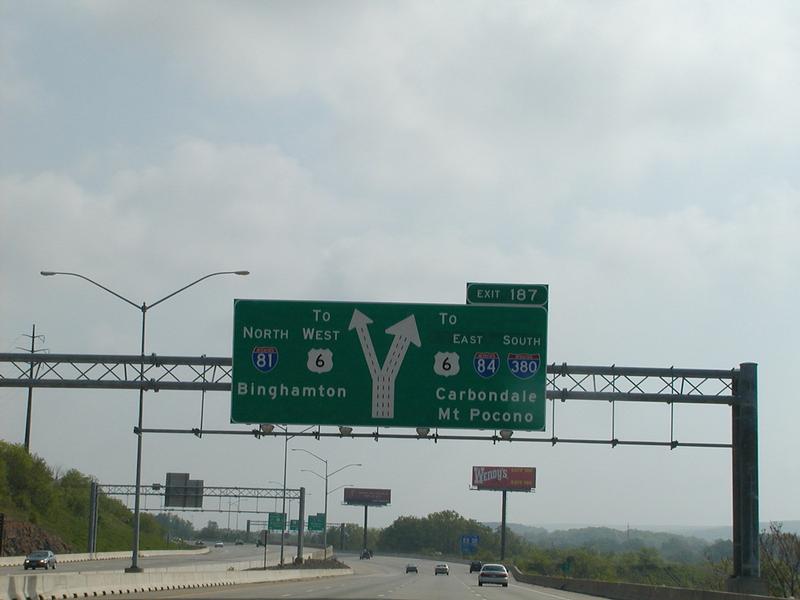 EXIT 187
To
NORTH WEST
81 6
Binghamton
To
EAST SOUTH
6 84 380
Carbondale
Mt Pocono
WENDY'S